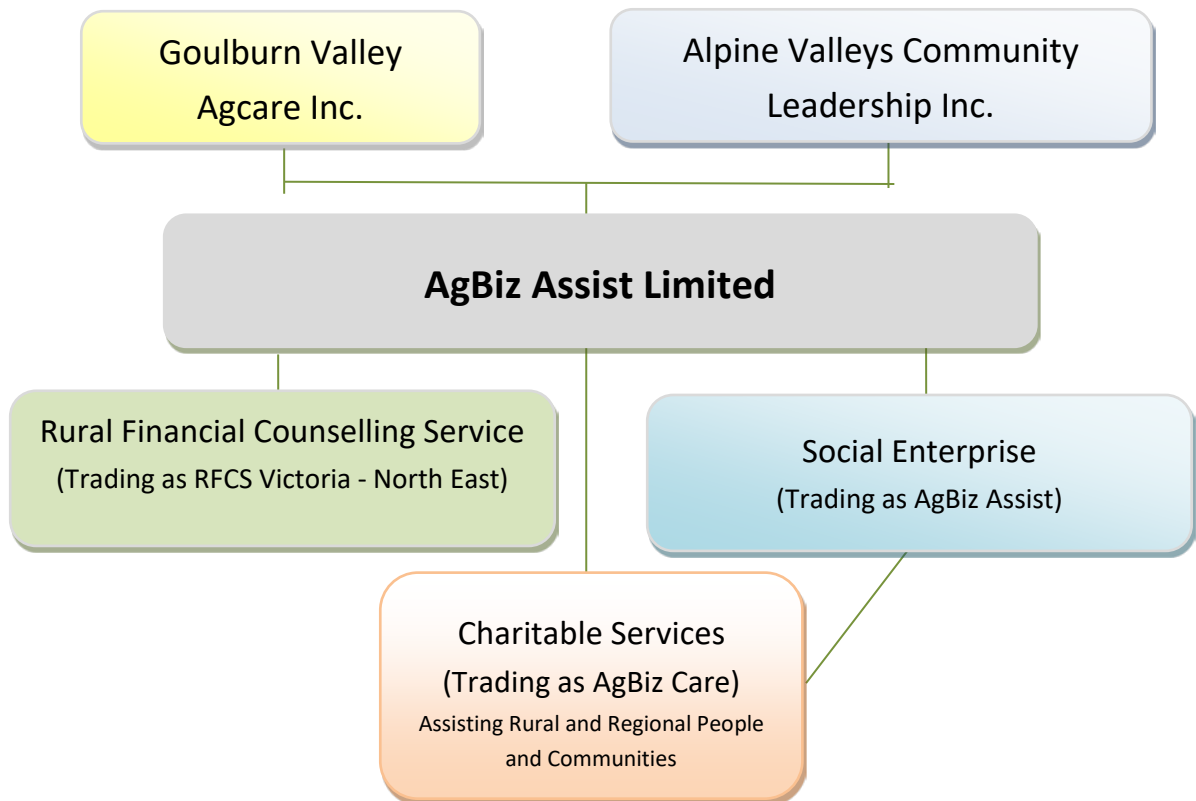 Goulburn Valley
Agcare Inc.
Alpine Valleys Community
Leadership Inc.
AgBiz Assist Limited
Rural Financial Counselling Service
(Trading as RFCS Victoria - North East)
Social Enterprise
(Trading as AgBiz Assist)
Charitable Services
(Trading as AgBiz Care)
Assisting Rural and Regional People
and Communities